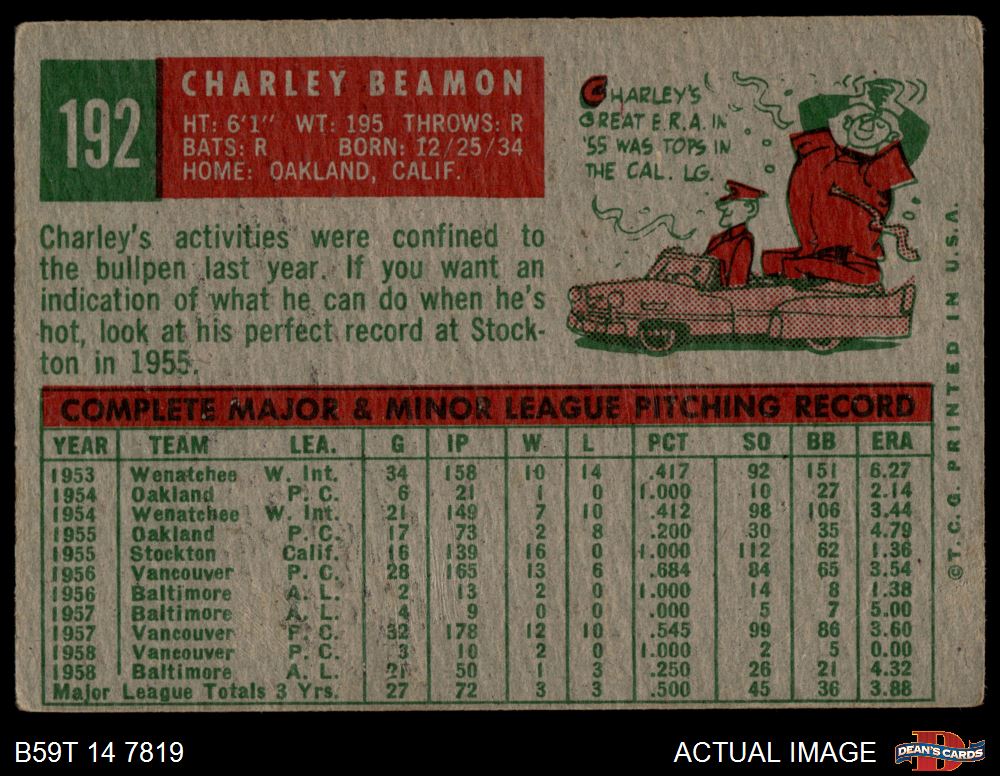 192
CHARLEY BEAMON
HT: 6'1" WT: 195 THROWS: R
BATS: R BORN: 12/25/34
HOME: OAKLAND, CALIF.
CHARLEY'S
GREAT E.R.A. IN
'55 WAS TOPS IN
THE CAL. LG.
Charley's activities were confined to
the bullpen last year. If you want an
indication of what he can do when he's
hot, look at his perfect record at Stock-
ton in 1955.
COMPLETE MAJOR & MINOR LEAGUE PITCHING RECORD
YEAR TEAM LEA. G IP W L PCT SO BB ERA
1953 Wenatchee W. Int. 34 158 10 14 .417 92 151 6.27
1954 Oakland P. C. 6 21 1 0 1.000 10 27 2.14
1954 Wenatchee W. Int. 21 149 7 10 .412 98 106 3.44
1955 Oakland P. C. 17 73 2 8 .200 30 35 4.79
1955 Stockton Calif. 16 139 16 0 1.000 112 62 1.36
1956 Vancouver P. C. 28 165 13 6 .684 84 65 3.54
1956 Baltimore A. L. 2 13 2 0 1.000 14 8 1.38
1957 Baltimore A. L. 4 9 0 0 .000 5 7 5.00
1957 Vancouver P. C. 32 178 12 10 .545 99 86 3.60
1958 Vancouver P. C. 3 10 2 0 1.000 2 5 0.00
1958 Baltimore A. L. 21 50 1 3 .250 26 21 4.32
Major League Totals 3 Yrs. 27 72 3 3 .500 45 36 3.88
© T. C. G. PRINTED IN U.S.A.
B59T 14 7819
ACTUAL IMAGE
D
DEAN'S CARDS